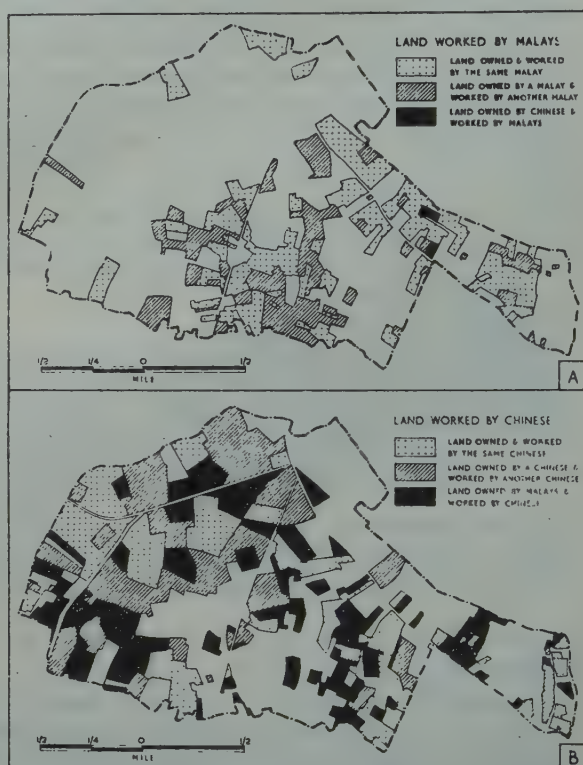 LAND WORKED BY MALAYS
LAND OWNED & WORKED
BY THE SAME MALAY
LAND OWNED BY A MALAY &
WORKED BY ANOTHER MALAY
LAND OWNED BY CHINESE &
WORKED BY MALAYS
1/2 1/4 0 1/2
MILE
A
LAND WORKED BY CHINESE
LAND OWNED & WORKED
BY THE SAME CHINESE
LAND OWNED BY A CHINESE &
WORKED BY ANOTHER CHINESE
LAND OWNED BY MALAYS &
WORKED BY CHINESE
1/2 1/4 0 1/2
MILE
B